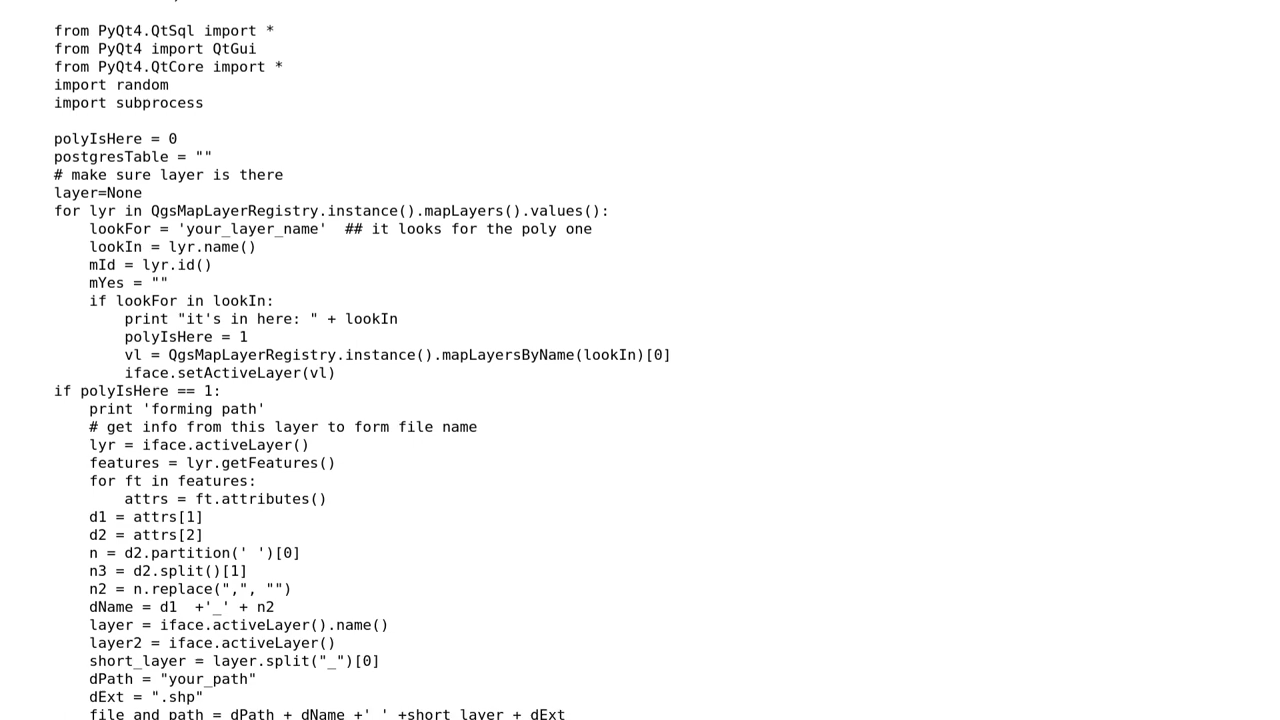 from PyQt4.QtSql import *
from PyQt4 import QtGui
from PyQt4.QtCore import *
import random
import subprocess

polyIsHere = 0
postgresTable = ""
# make sure layer is there
layer=None
for lyr in QgsMapLayerRegistry.instance().mapLayers().values():
    lookFor = 'your_layer_name'  ## it looks for the poly one
    lookIn = lyr.name()
    mId = lyr.id()
    mYes = ""
    if lookFor in lookIn:
        print "it's in here: " + lookIn
        polyIsHere = 1
        vl = QgsMapLayerRegistry.instance().mapLayersByName(lookIn)[0]
        iface.setActiveLayer(vl)
if polyIsHere == 1:
    print 'forming path'
    # get info from this layer to form file name
    lyr = iface.activeLayer()
    features = lyr.getFeatures()
    for ft in features:
        attrs = ft.attributes()
    d1 = attrs[1]
    d2 = attrs[2]
    n = d2.partition(' ')[0]
    n3 = d2.split()[1]
    n2 = n.replace(",", "")
    dName = d1  +'_' + n2
    layer = iface.activeLayer().name()
    layer2 = iface.activeLayer()
    short_layer = layer.split("_")[0]
    dPath = "your_path"
    dExt = ".shp"
    file_and_path = dPath + dName +'_' +short_layer + dExt